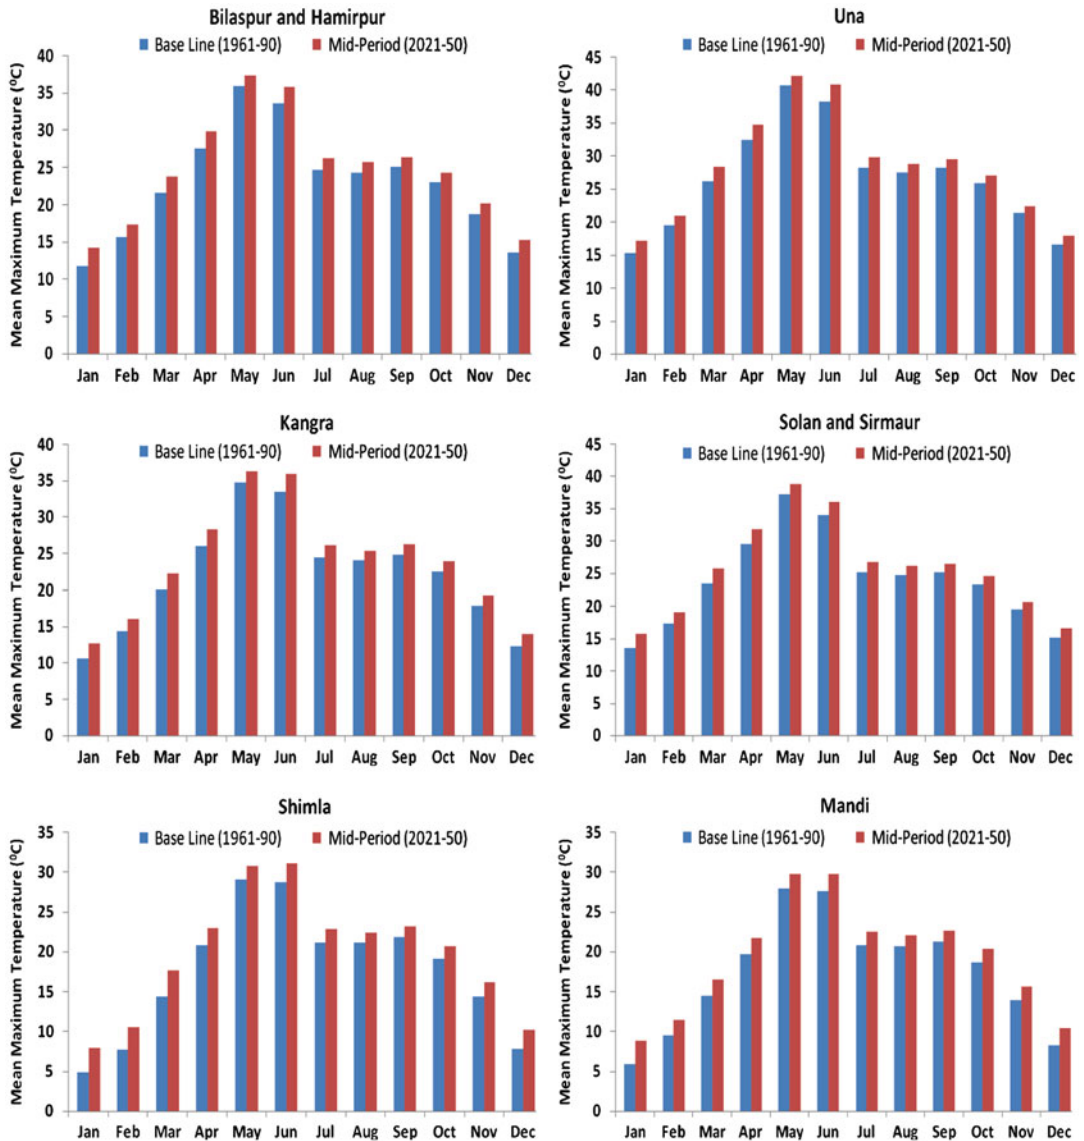 Bilaspur and Hamirpur
Base Line (1961-90) Mid-Period (2021-50)
Mean Maximum Temperature (⁰C)
40
35
30
25
20
15
10
5
0
Jan Feb Mar Apr May Jun Jul Aug Sep Oct Nov Dec
Una
Base Line (1961-90) Mid-Period (2021-50)
Mean Maximum Temperature (⁰C)
45
40
35
30
25
20
15
10
5
0
Jan Feb Mar Apr May Jun Jul Aug Sep Oct Nov Dec
Kangra
Base Line (1961-90) Mid-Period (2021-50)
Mean Maximum Temperature (⁰C)
40
35
30
25
20
15
10
5
0
Jan Feb Mar Apr May Jun Jul Aug Sep Oct Nov Dec
Solan and Sirmaur
Base Line (1961-90) Mid-Period (2021-50)
Mean Maximum Temperature (⁰C)
45
40
35
30
25
20
15
10
5
0
Jan Feb Mar Apr May Jun Jul Aug Sep Oct Nov Dec
Shimla
Base Line (1961-90) Mid-Period (2021-50)
Mean Maximum Temperature (⁰C)
35
30
25
20
15
10
5
0
Jan Feb Mar Apr May Jun Jul Aug Sep Oct Nov Dec
Mandi
Base Line (1961-90) Mid-Period (2021-50)
Mean Maximum Temperature (⁰C)
35
30
25
20
15
10
5
0
Jan Feb Mar Apr May Jun Jul Aug Sep Oct Nov Dec